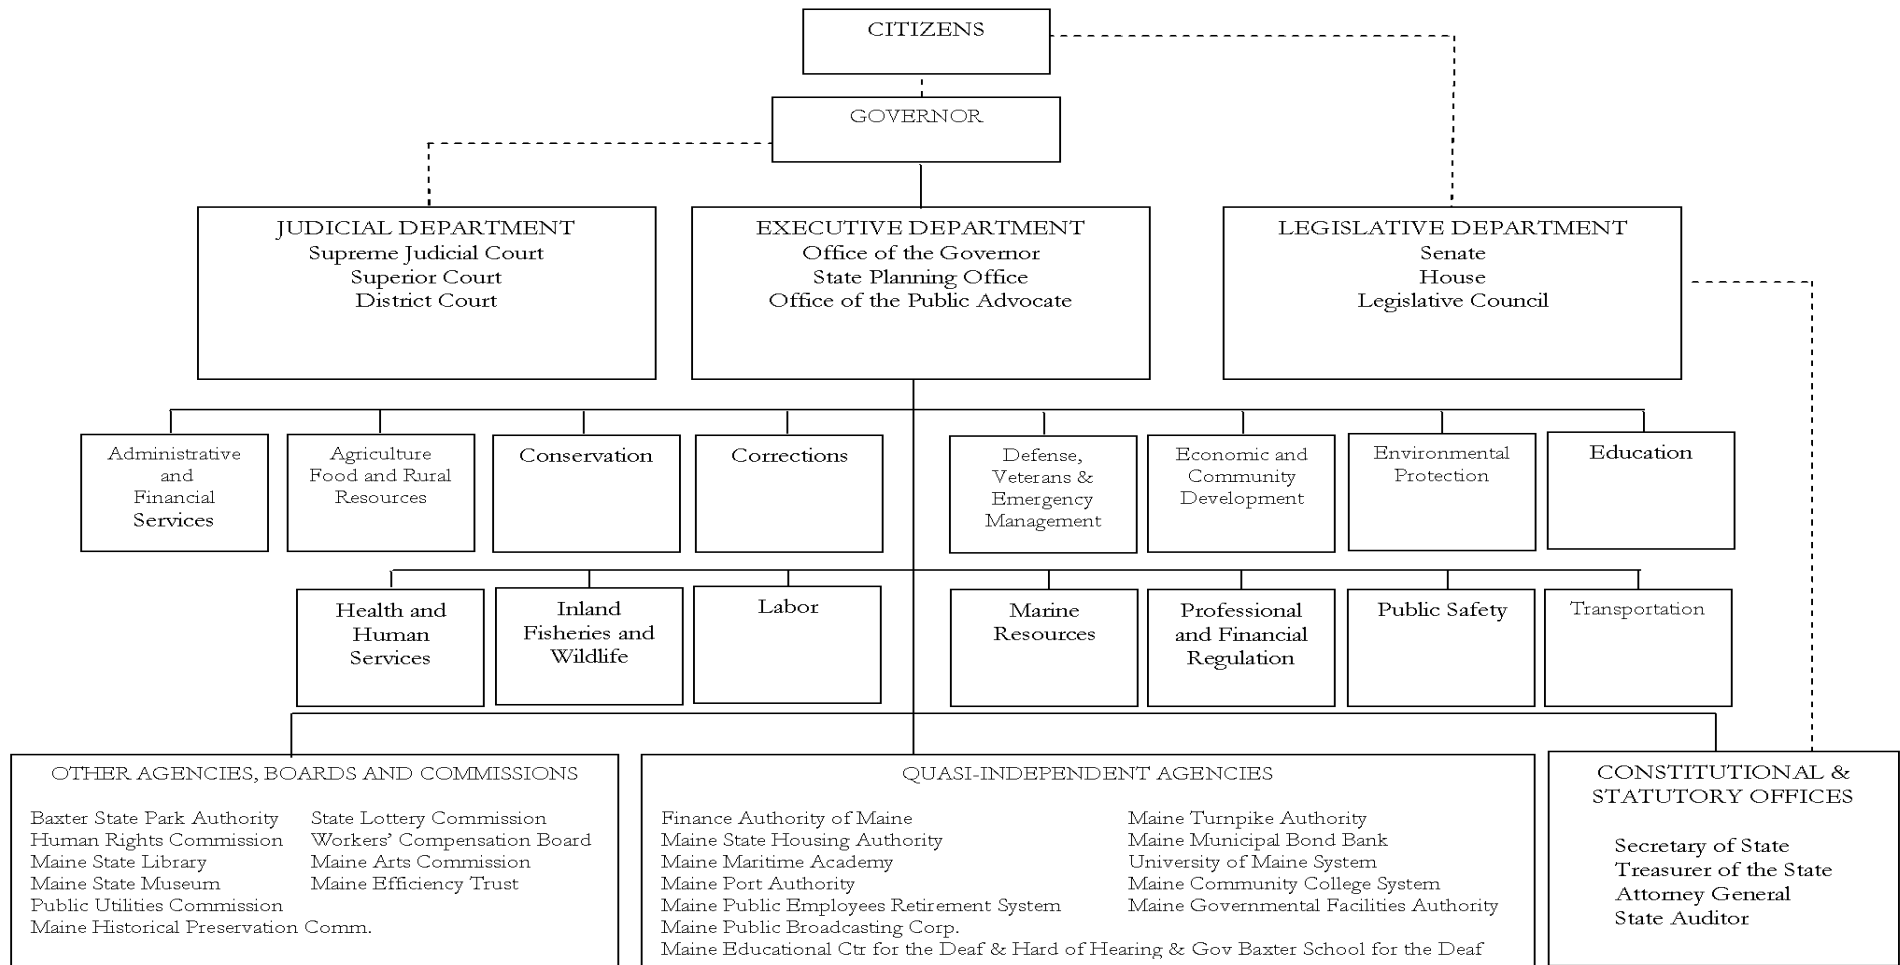 CITIZENS
GOVERNOR
JUDICIAL DEPARTMENT
Supreme Judicial Court
Superior Court
District Court
EXECUTIVE DEPARTMENT
Office of the Governor
State Planning Office
Office of the Public Advocate
LEGISLATIVE DEPARTMENT
Senate
House
Legislative Council
Administrative
and
Financial
Services
Agriculture
Food and Rural
Resources
Conservation
Corrections
Defense,
Veterans &
Emergency
Management
Economic and
Community
Development
Environmental
Protection
Education
Health and
Human
Services
Inland
Fisheries and
Wildlife
Labor
Marine
Resources
Professional
and Financial
Regulation
Public Safety
Transportation
OTHER AGENCIES, BOARDS AND COMMISSIONS
Baxter State Park Authority
Human Rights Commission
Maine State Library
Maine State Museum
Public Utilities Commission
Maine Historical Preservation Comm.
State Lottery Commission
Workers' Compensation Board
Maine Arts Commission
Maine Efficiency Trust
QUASI-INDEPENDENT AGENCIES
Finance Authority of Maine
Maine State Housing Authority
Maine Maritime Academy
Maine Port Authority
Maine Public Employees Retirement System
Maine Public Broadcasting Corp.
Maine Educational Ctr for the Deaf & Hard of Hearing & Gov Baxter School for the Deaf
Maine Turnpike Authority
Maine Municipal Bond Bank
University of Maine System
Maine Community College System
Maine Governmental Facilities Authority
CONSTITUTIONAL &
STATUTORY OFFICES
Secretary of State
Treasurer of the State
Attorney General
State Auditor